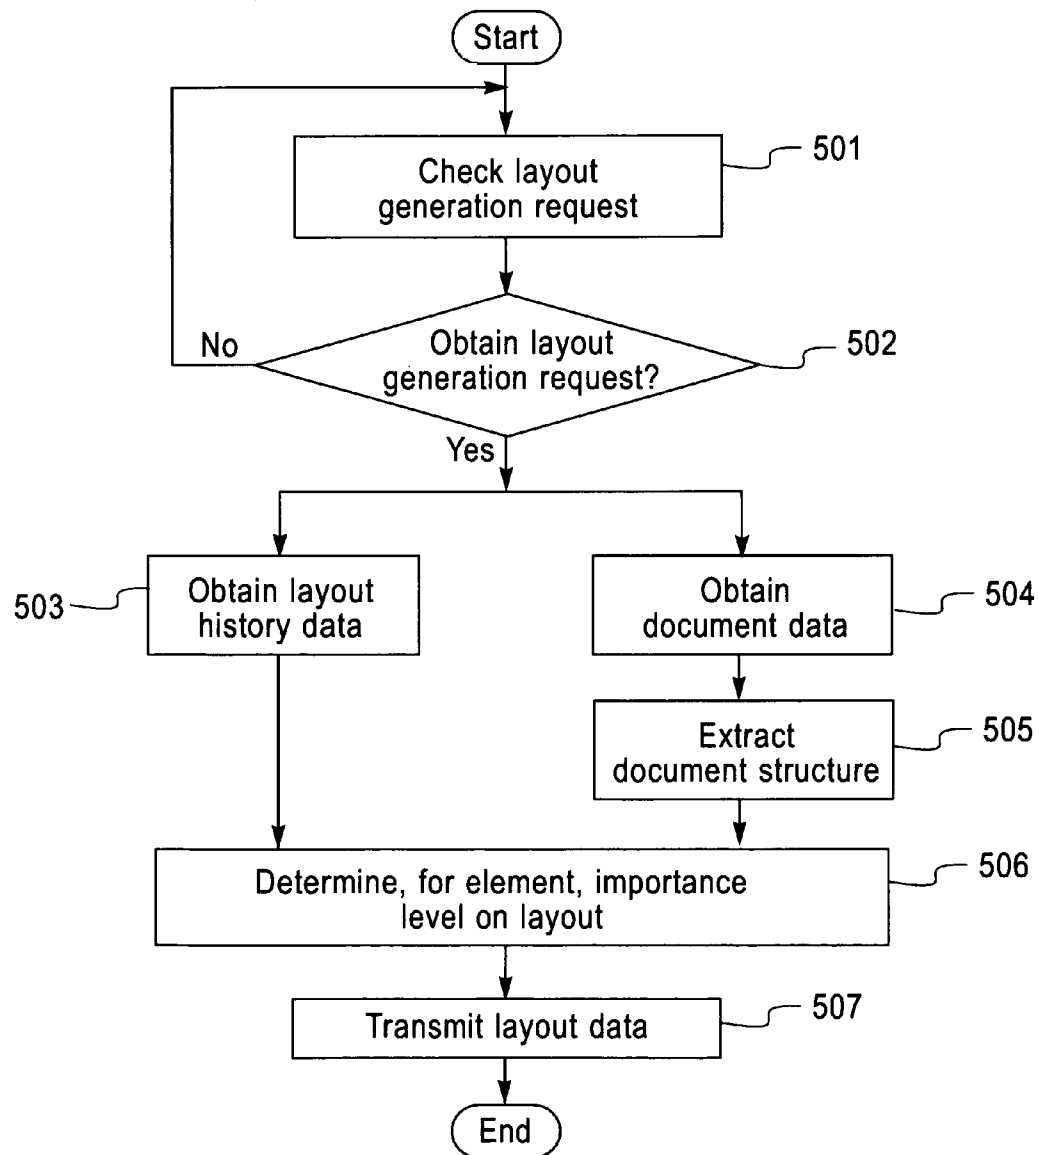 Start
Check layout
generation request
501
Obtain layout
generation request?
502
No
Yes
503
Obtain layout
history data
Obtain
document data
504
Extract
document structure
505
Determine, for element, importance
level on layout
506
Transmit layout data
507
End